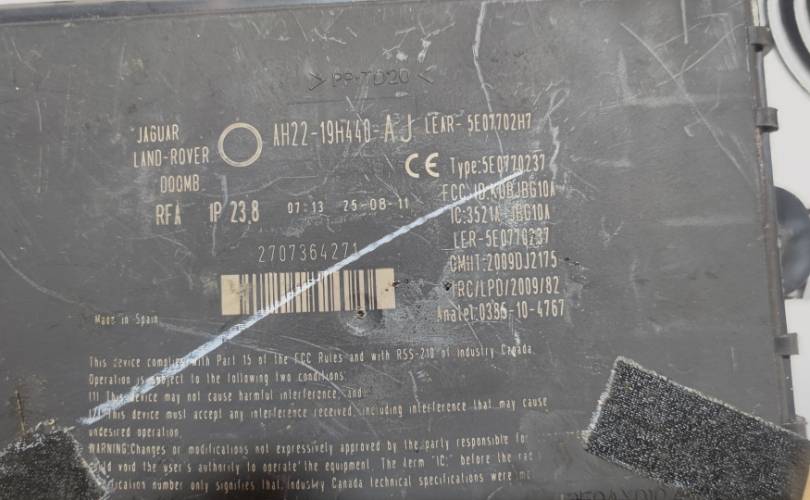 >PP-TD20<
JAGUAR
LAND-ROVER
000MB
AH22-19H440-AJ LEAR- 5E07702H7
CE Type:5E0770237
FCC ID:KOBJBG10A
RFA IP 23,8 07:13 25-08-11
IC:3521A-JBG10A
LER-5E0770237
2707364271
CMIIT:2009DJ2175
TRC/LPD/2009/82
Anatel:0386-10-4767
Made in Spain
This device complies with Part 15 of the FCC Rules and with RSS-210 of Industry Canada.
Operation is subject to the following two conditions:
(1) This device may not cause harmful interference, and
(2) This device must accept any interference received, including interference that may cause
undesired operation.
WARNING:Changes or modifications not expressively approved by the party responsible for
could void the user's authority to operate the equipment. The term "IC:" before the
certification number only signifies that Industry Canada technical specifications were